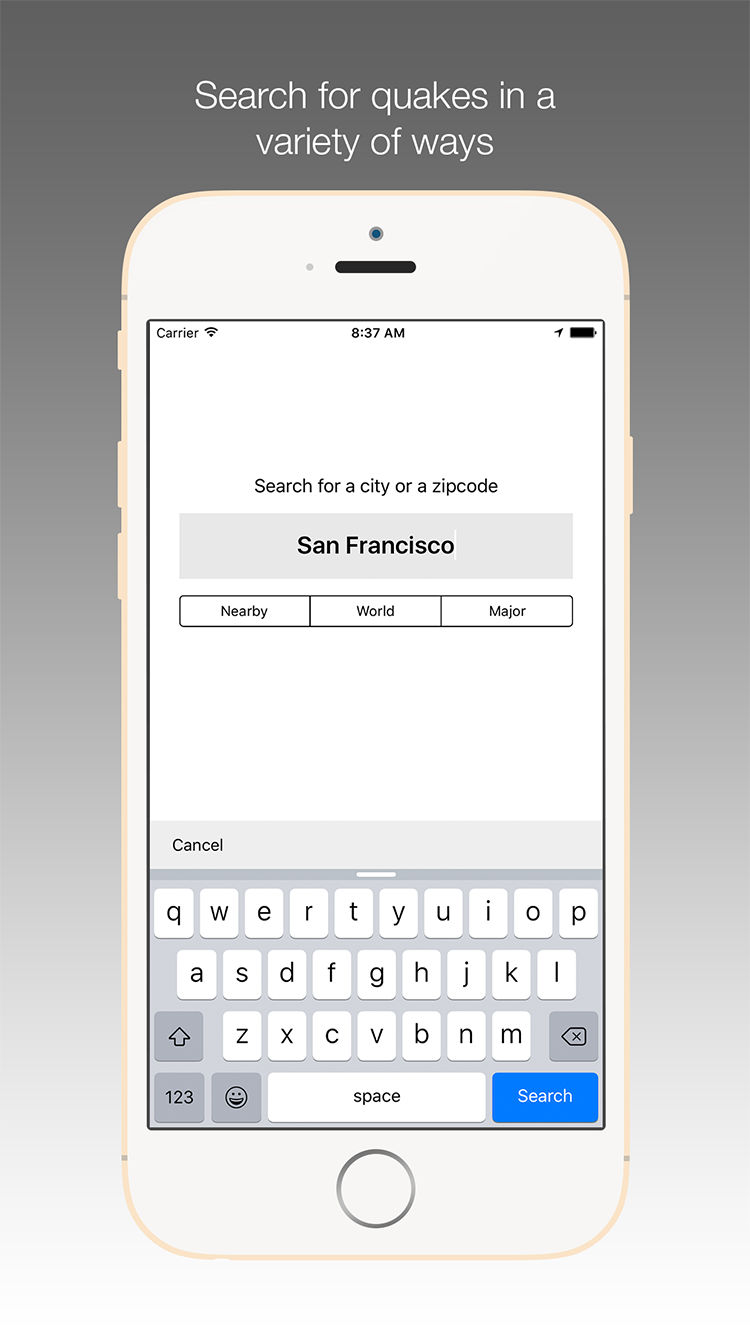 Search for quakes in a
variety of ways
Carrier 8:37 AM
Search for a city or a zipcode
San Francisco
Nearby World Major
Cancel
q w e r t y u i o p
a s d f g h j k l
z x c v b n m
123 space Search